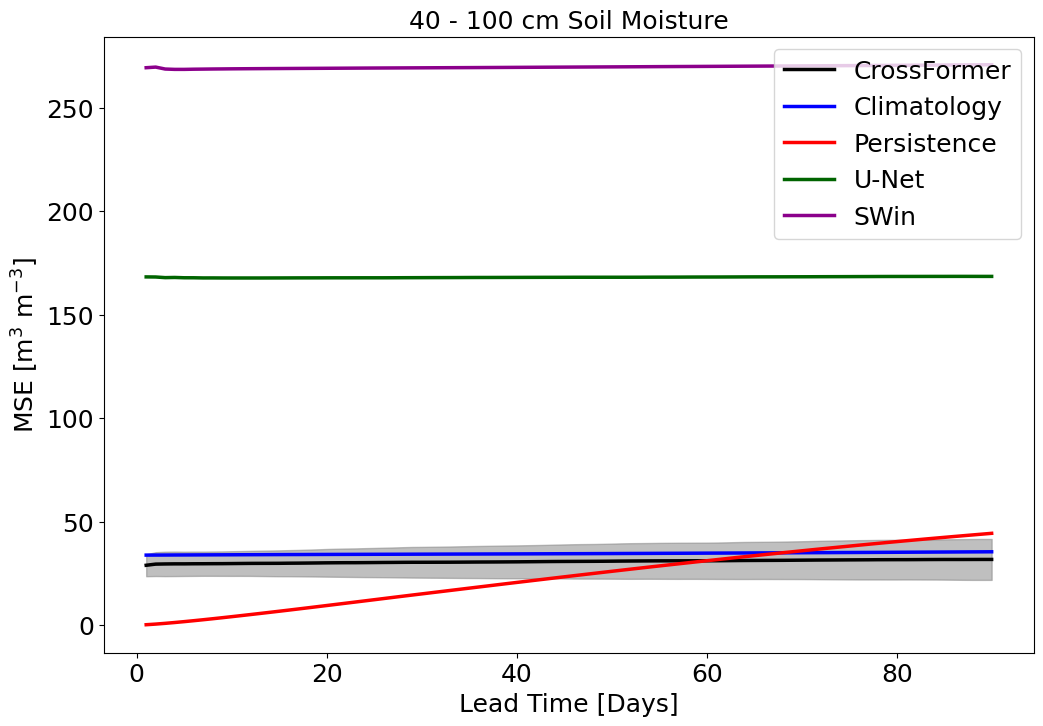 40 - 100 cm Soil Moisture
MSE [m³ m⁻³]
250
200
150
100
50
0
0 20 40 60 80
Lead Time [Days]
CrossFormer
Climatology
Persistence
U-Net
SWin